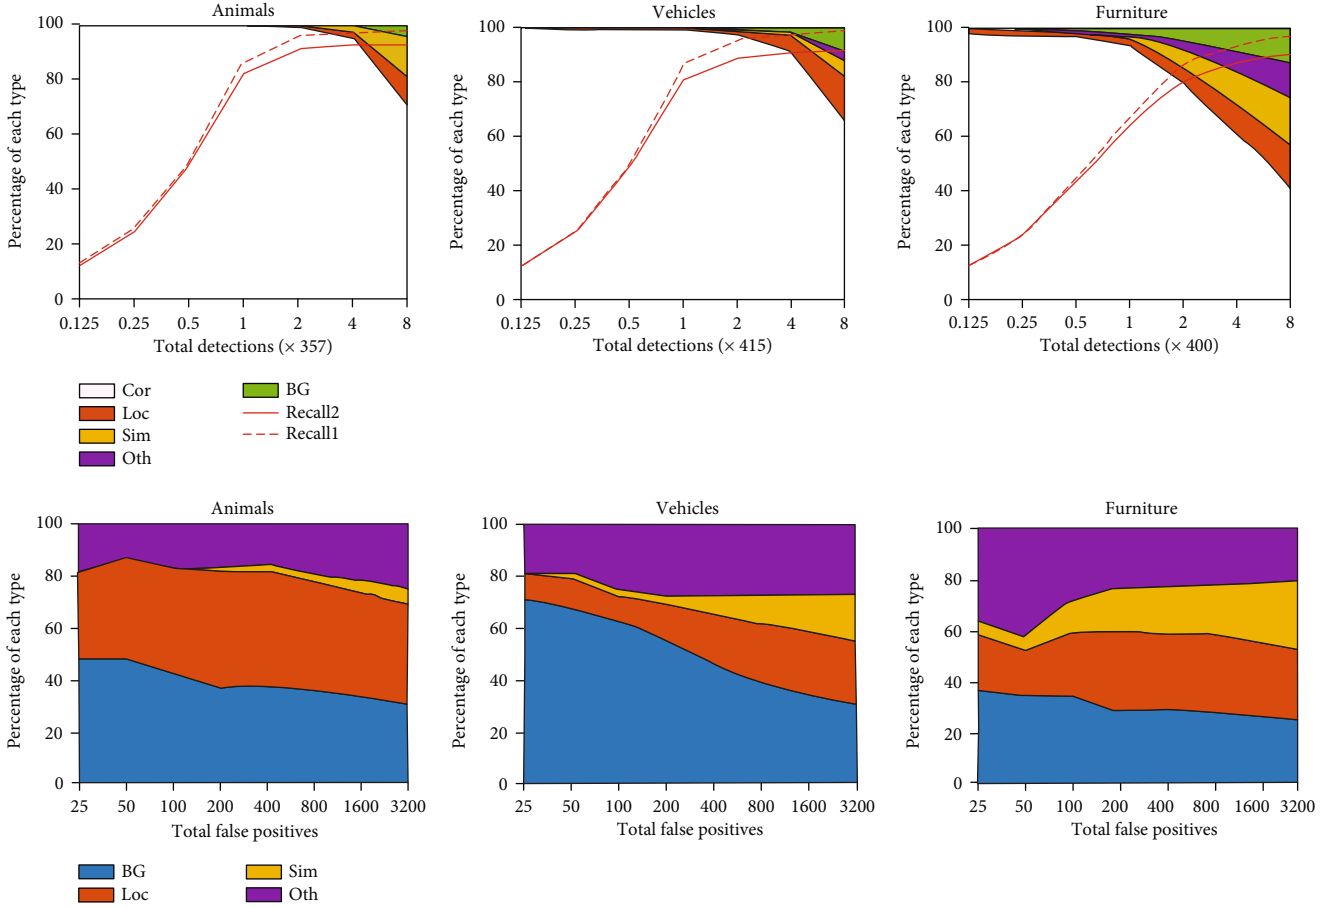 Animals
Percentage of each type
100
80
60
40
20
0
0.125 0.25 0.5 1 2 4 8
Total detections (× 357)
Vehicles
Percentage of each type
100
80
60
40
20
0
0.125 0.25 0.5 1 2 4 8
Total detections (× 415)
Furniture
Percentage of each type
100
80
60
40
20
0
0.125 0.25 0.5 1 2 4 8
Total detections (× 400)
Cor
Loc
Sim
Oth
BG
Recall2
Recall1
Animals
Percentage of each type
100
80
60
40
20
0
25 50 100 200 400 800 1600 3200
Total false positives
Vehicles
Percentage of each type
100
80
60
40
20
0
25 50 100 200 400 800 1600 3200
Total false positives
Furniture
Percentage of each type
100
80
60
40
20
0
25 50 100 200 400 800 1600 3200
Total false positives
BG
Loc
Sim
Oth